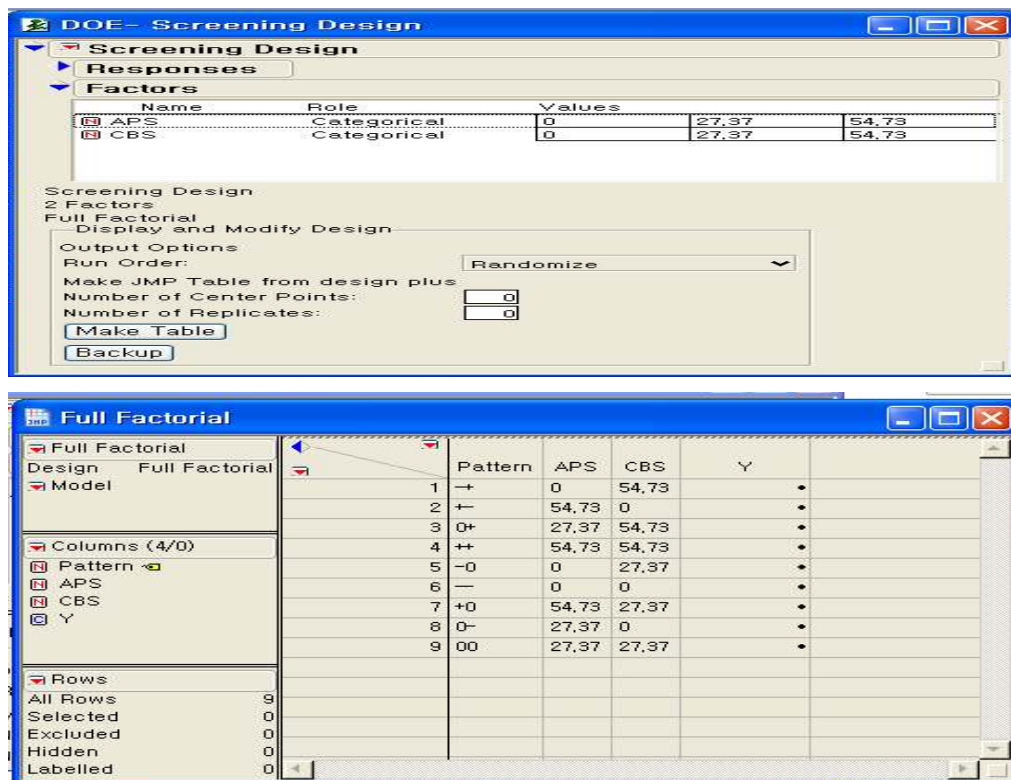 DOE- Screening Design
Screening Design
Responses
Factors
Name Role Values
N APS Categorical 0 27,37 54,73
N CBS Categorical 0 27,37 54,73
Screening Design
2 Factors
Full Factorial
Display and Modify Design
Output Options
Run Order: Randomize
Make JMP Table from design plus
Number of Center Points: 0
Number of Replicates: 0
Make Table
Backup
JMP Full Factorial
Full Factorial
Design Full Factorial
Model
Columns (4/0)
N Pattern
N APS
N CBS
C Y
Rows
All Rows 9
Selected 0
Excluded 0
Hidden 0
Labelled 0
Pattern APS CBS Y
1 −+ 0 54,73 •
2 +− 54,73 0 •
3 0+ 27,37 54,73 •
4 ++ 54,73 54,73 •
5 −0 0 27,37 •
6 −− 0 0 •
7 +0 54,73 27,37 •
8 0− 27,37 0 •
9 00 27,37 27,37 •